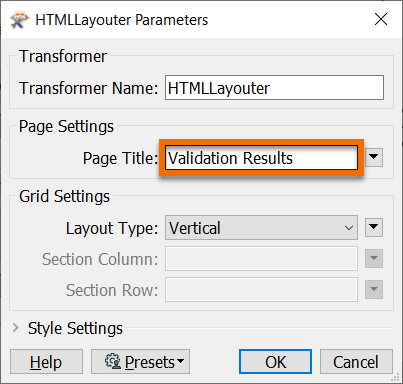 HTMLLayouter Parameters
Transformer
Transformer Name: HTMLLayouter
Page Settings
Page Title: Validation Results
Grid Settings
Layout Type: Vertical
Section Column:
Section Row:
Style Settings
Help Presets OK Cancel